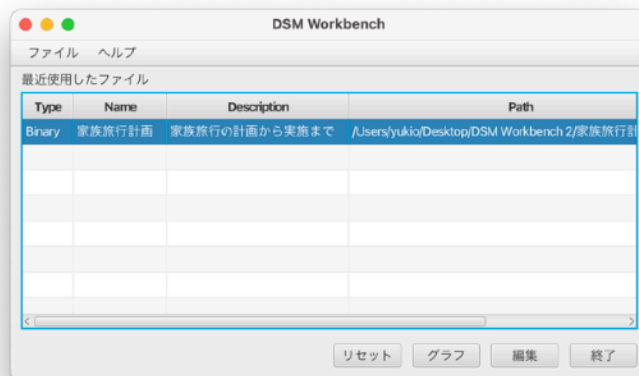 DSM Workbench
ファイル ヘルプ
最近使用したファイル
Type Name Description Path
Binary 家族旅行計画 家族旅行の計画から実施まで /Users/yukio/Desktop/DSM Workbench 2/家族旅行計
リセット グラフ 編集 終了